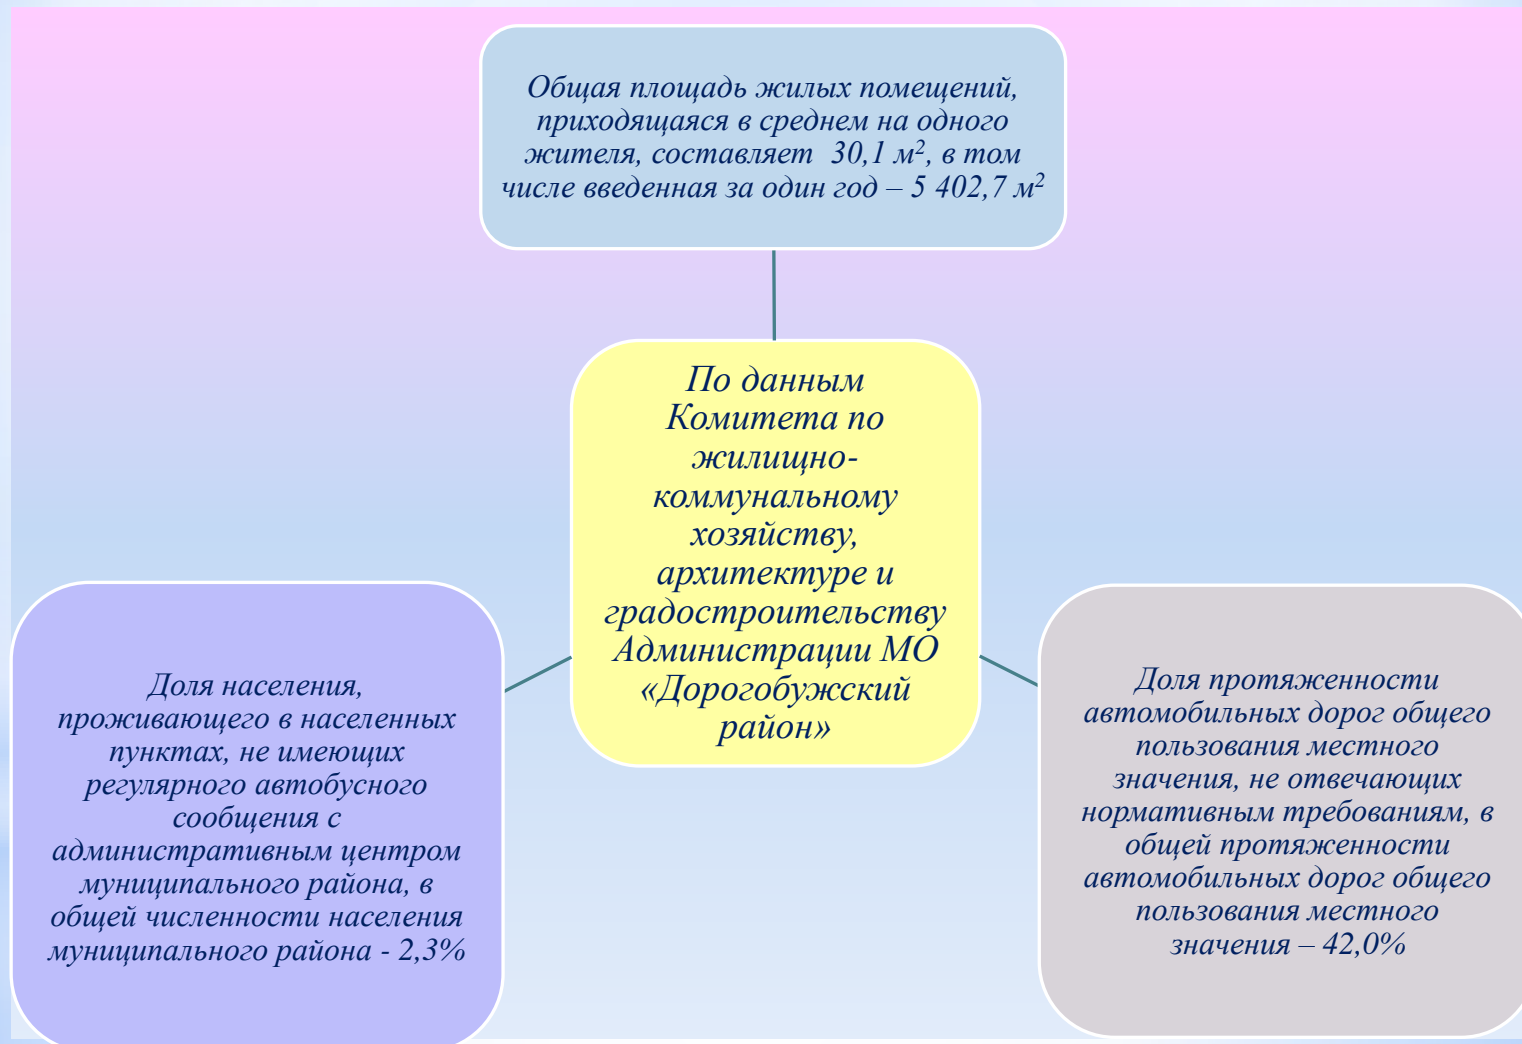 Общая площадь жилых помещений,
приходящаяся в среднем на одного
жителя, составляет  30,1 м², в том
числе введенная за один год – 5 402,7 м²
По данным
Комитета по
жилищно-
коммунальному
хозяйству,
архитектуре и
градостроительству
Администрации МО
«Дорогобужский
район»
Доля населения,
проживающего в населенных
пунктах, не имеющих
регулярного автобусного
сообщения с
административным центром
муниципального района, в
общей численности населения
муниципального района - 2,3%
Доля протяженности
автомобильных дорог общего
пользования местного
значения, не отвечающих
нормативным требованиям, в
общей протяженности
автомобильных дорог общего
пользования местного
значения – 42,0%